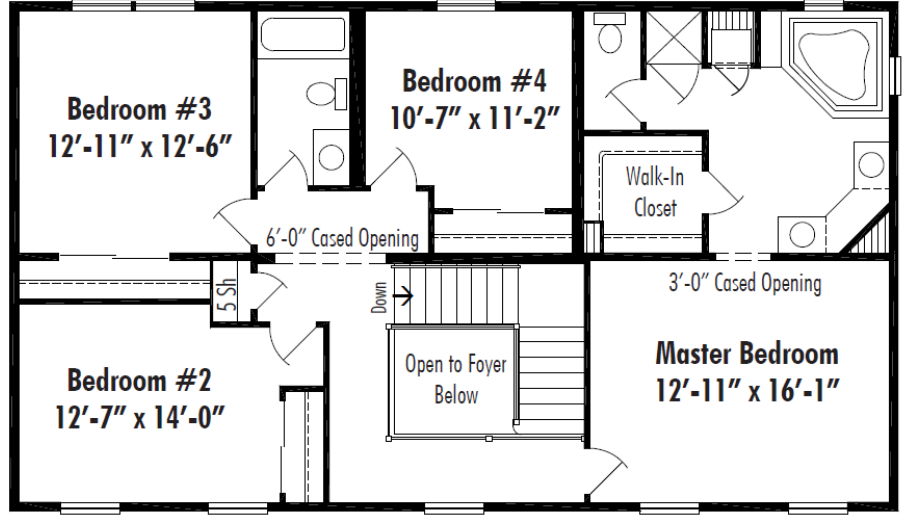 Bedroom #3
12’-11” x 12’-6”
Bedroom #4
10’-7” x 11’-2”
Walk-In
Closet
6’-0” Cased Opening
3’-0” Cased Opening
5 Sh
Down
Open to Foyer
Below
Master Bedroom
12’-11” x 16’-1”
Bedroom #2
12’-7” x 14’-0”